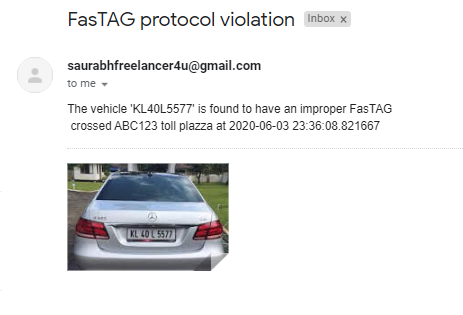 FasTAG protocol violation Inbox x
saurabhfreelancer4u@gmail.com
to me
The vehicle 'KL40L5577' is found to have an improper FasTAG
crossed ABC123 toll plazza at 2020-06-03 23:36:08.821667
KL 40 L 5577